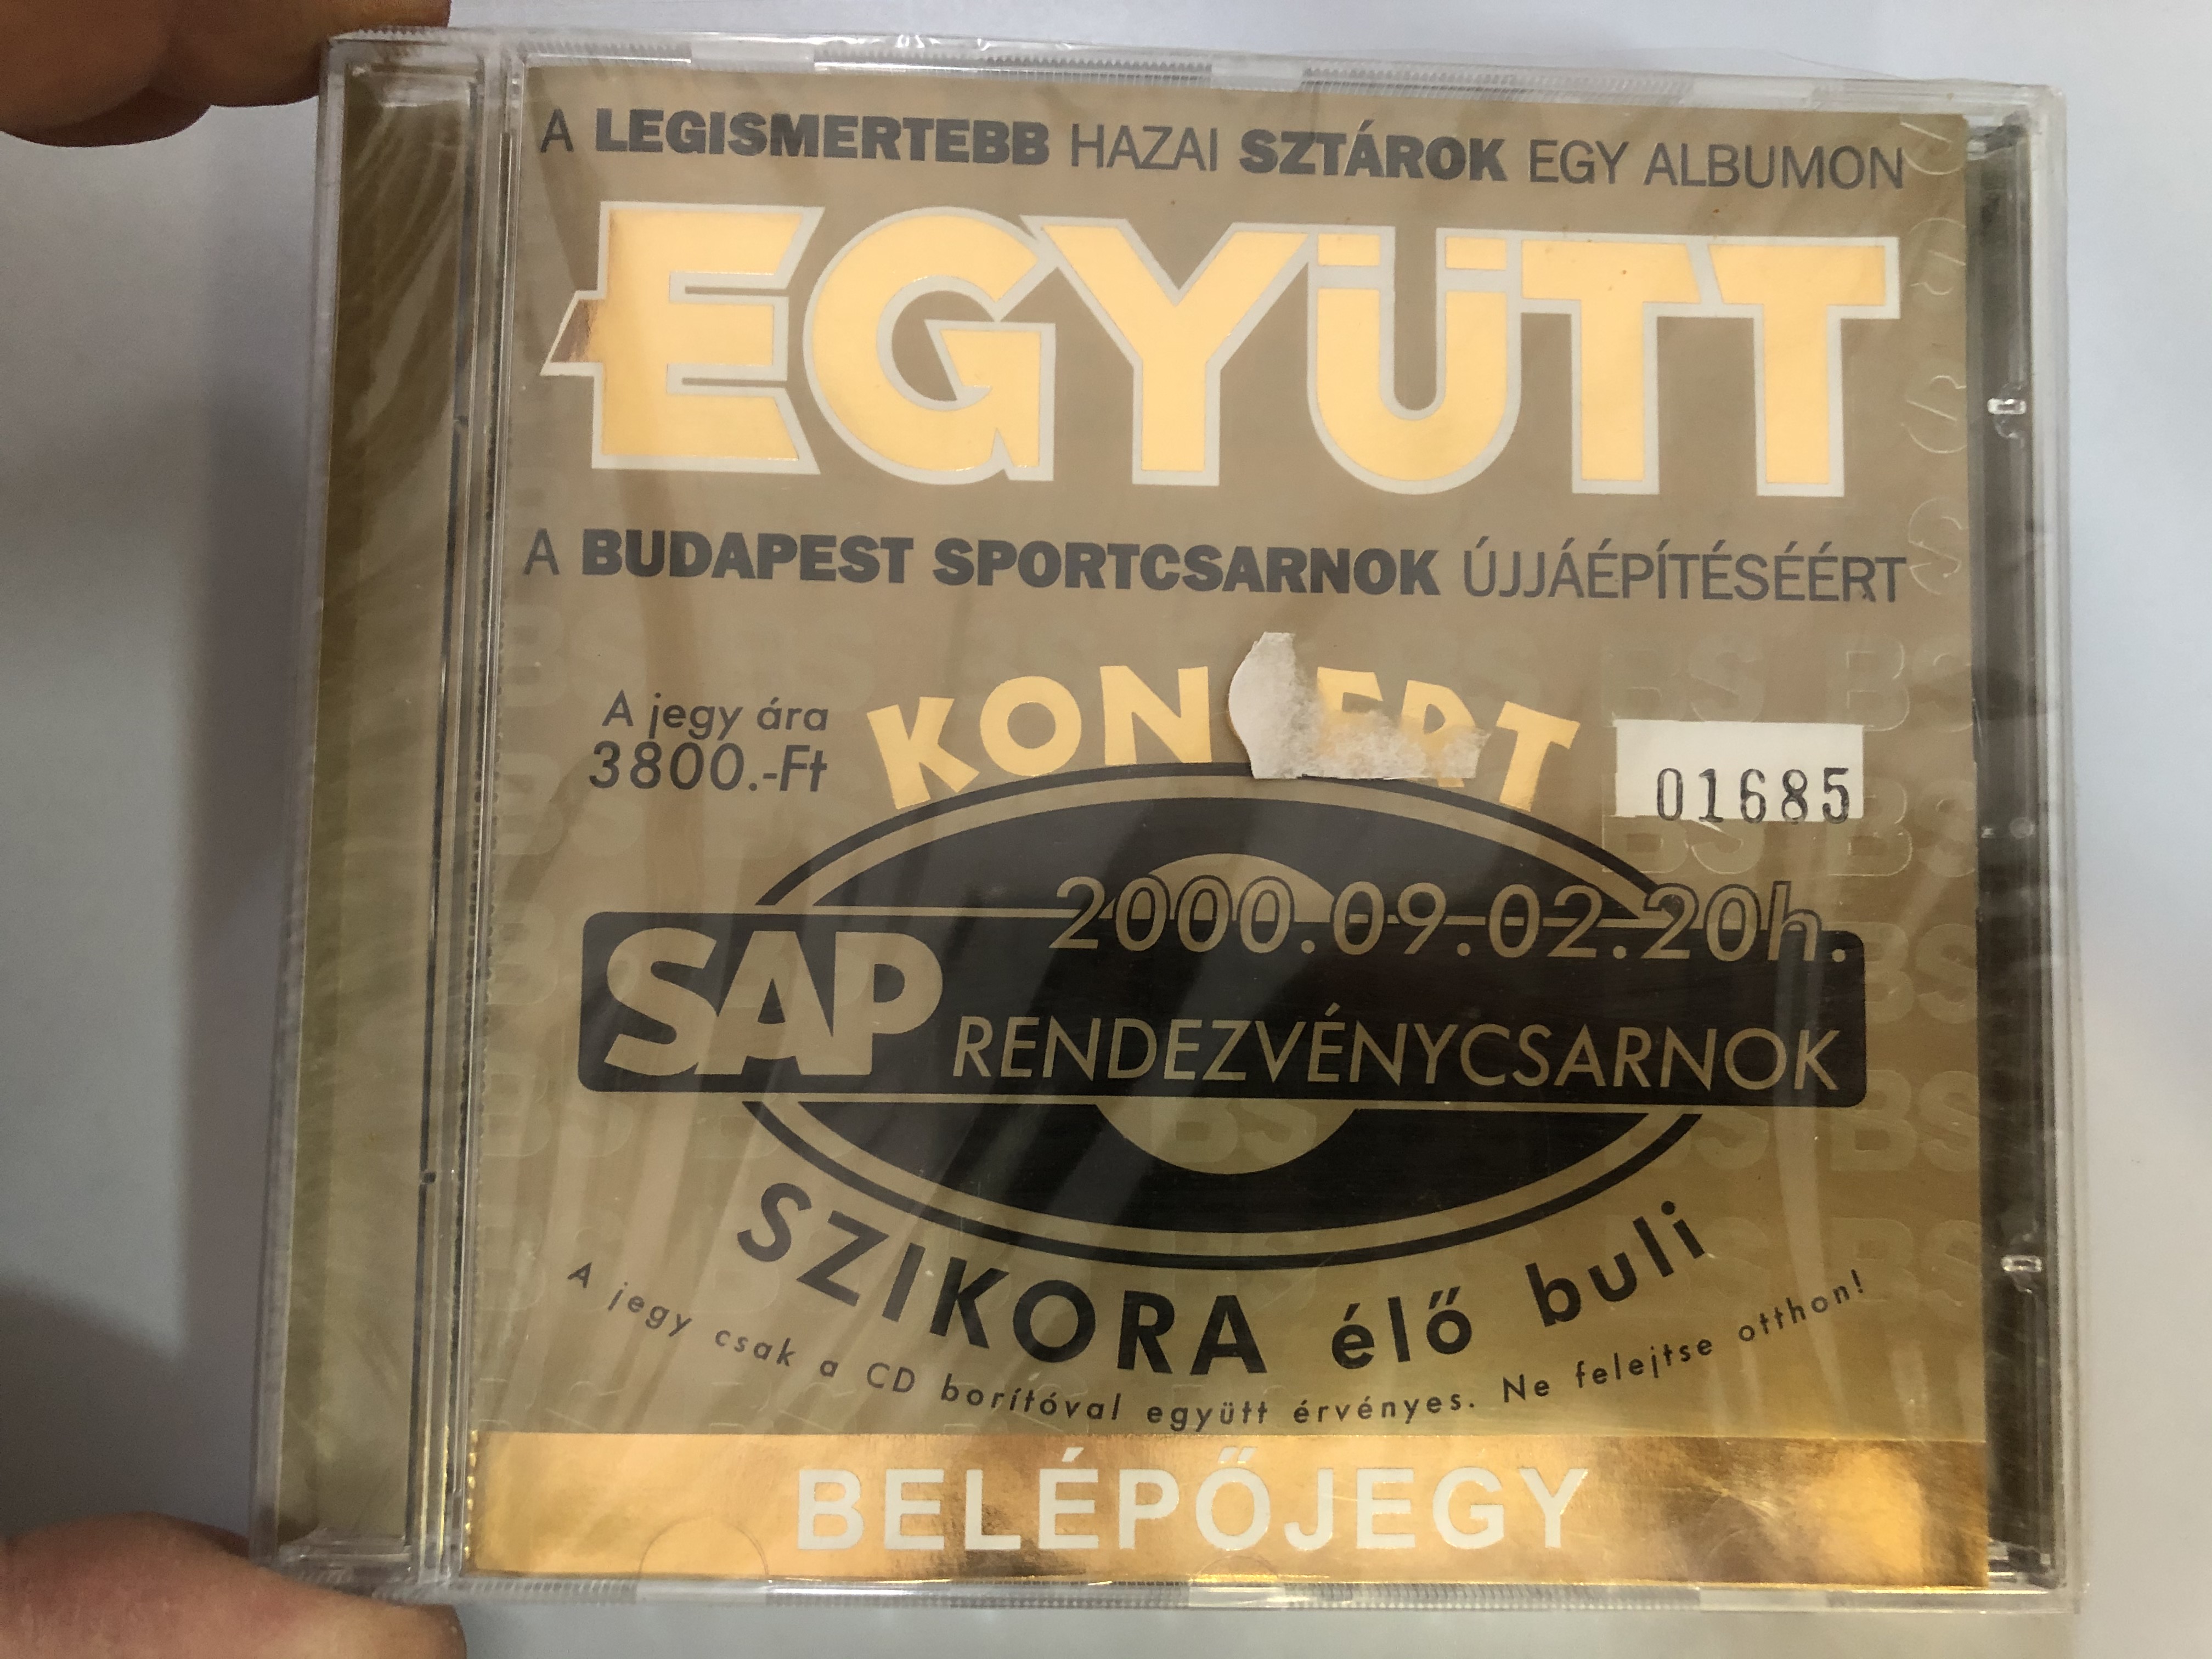 A LEGISMERTEBB HAZAI SZTÁROK EGY ALBUMON
EGYÜTT
A BUDAPEST SPORTCSARNOK ÚJJÁÉPÍTÉSÉÉRT
A jegy ára
3800.-Ft
KONCERT
01685
2000.09.02.20h.
SAP RENDEZVÉNYCSARNOK
SZIKORA élő buli
A jegy csak a CD borítóval együtt érvényes. Ne felejtse otthon!
BELÉPŐJEGY